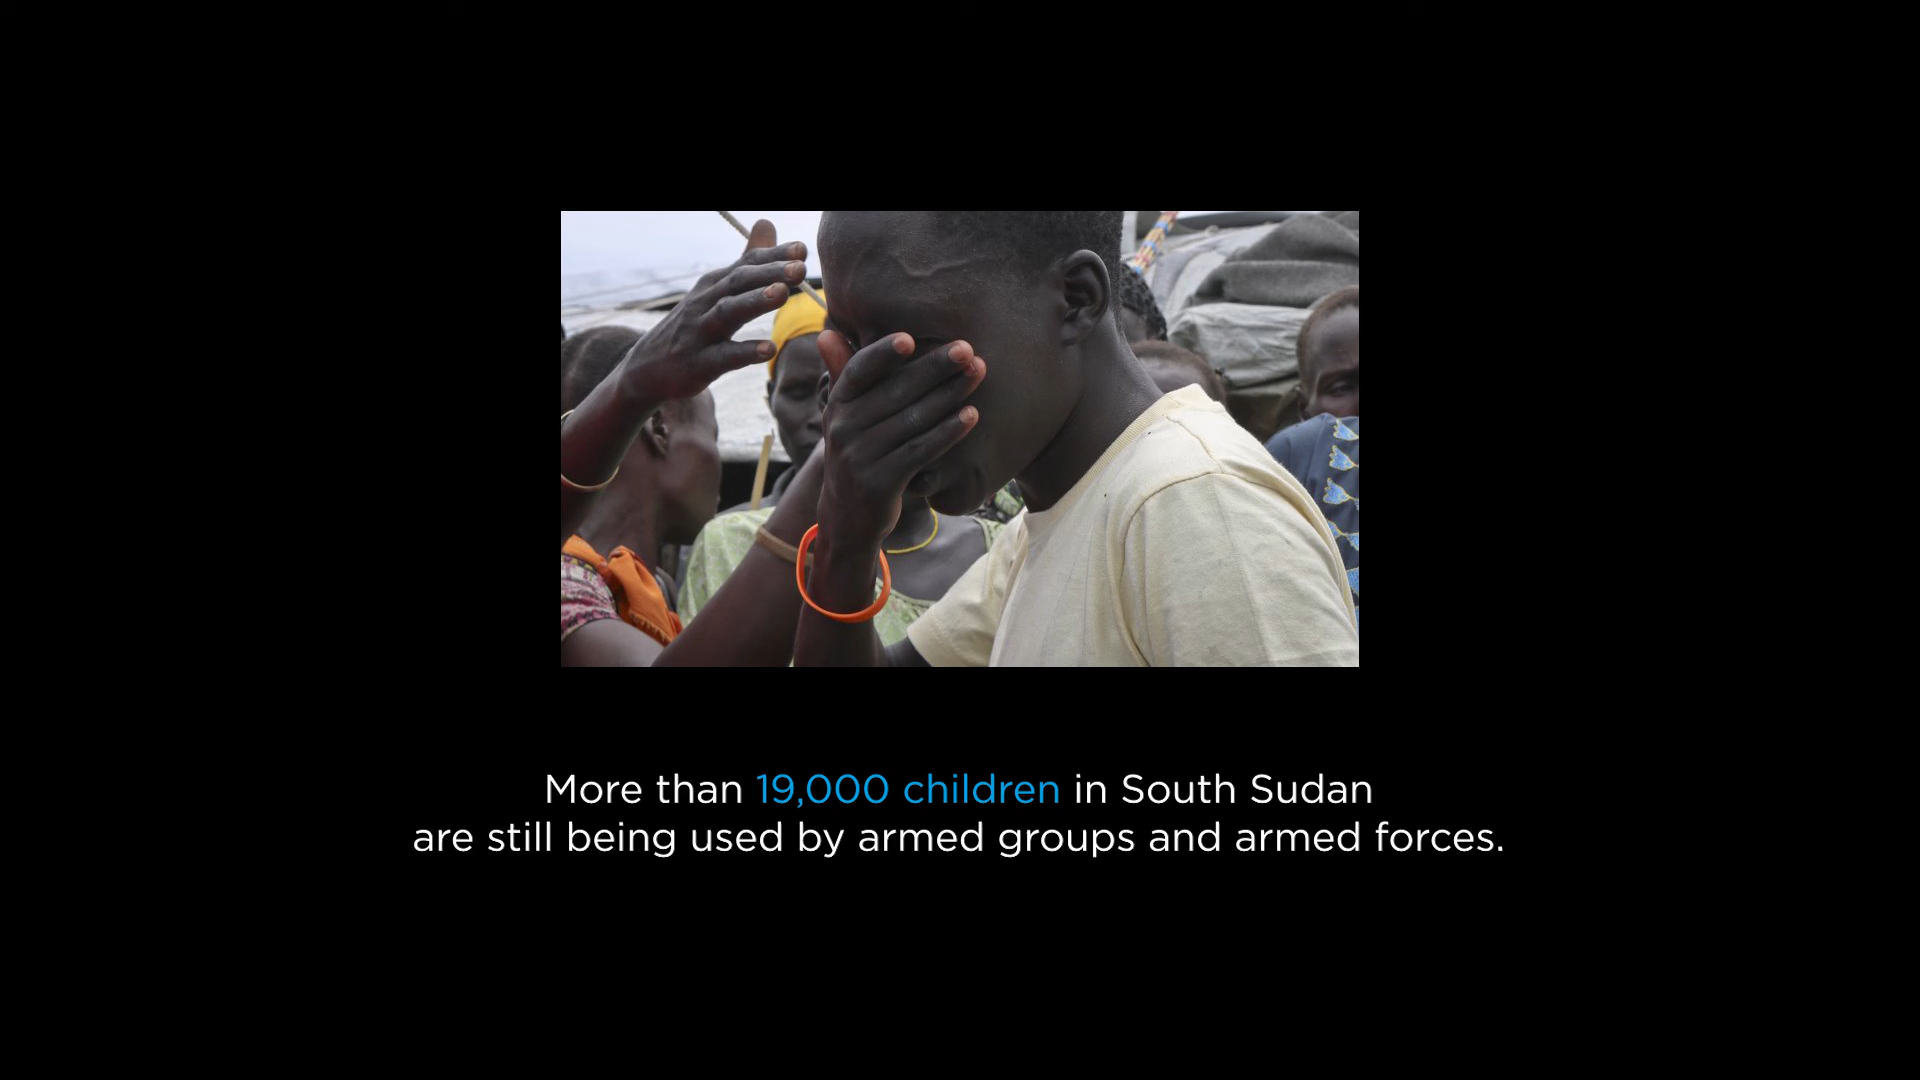 More than 19,000 children in South Sudan
are still being used by armed groups and armed forces.